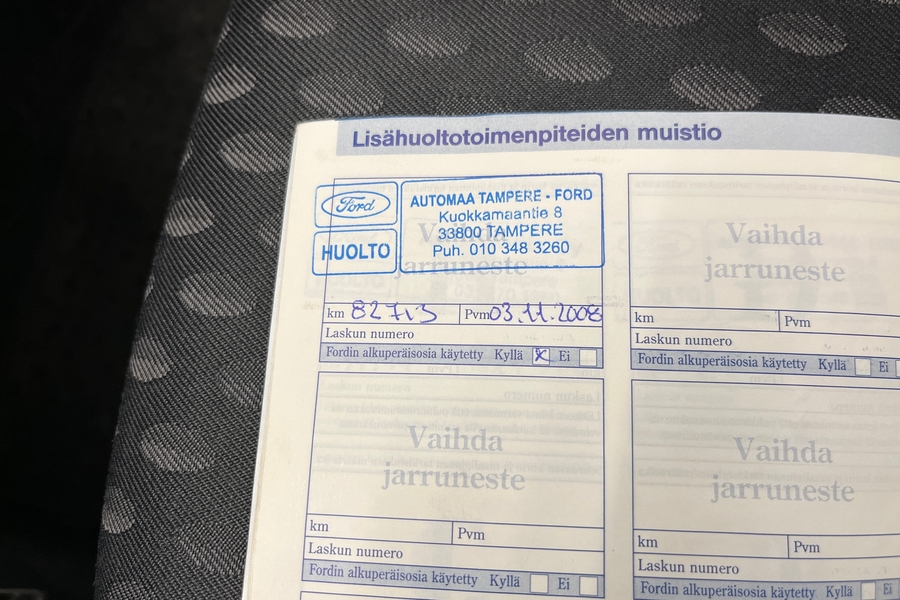 Lisähuoltotoimenpiteiden muistio
Ford
HUOLTO
AUTOMAA TAMPERE - FORD
Kuokkamaantie 8
33800 TAMPERE
Puh. 010 348 3260
Vaihda
jarruneste
km 82713 Pvm 03.11.2008
Laskun numero
Fordin alkuperäisosia käytetty Kyllä x Ei
Vaihda
jarruneste
km Pvm
Laskun numero
Fordin alkuperäisosia käytetty Kyllä Ei
Vaihda
jarruneste
km Pvm
Laskun numero
Fordin alkuperäisosia käytetty Kyllä Ei
Vaihda
jarruneste
km Pvm
Laskun numero
Fordin alkuperäisosia käytetty Kyllä Ei